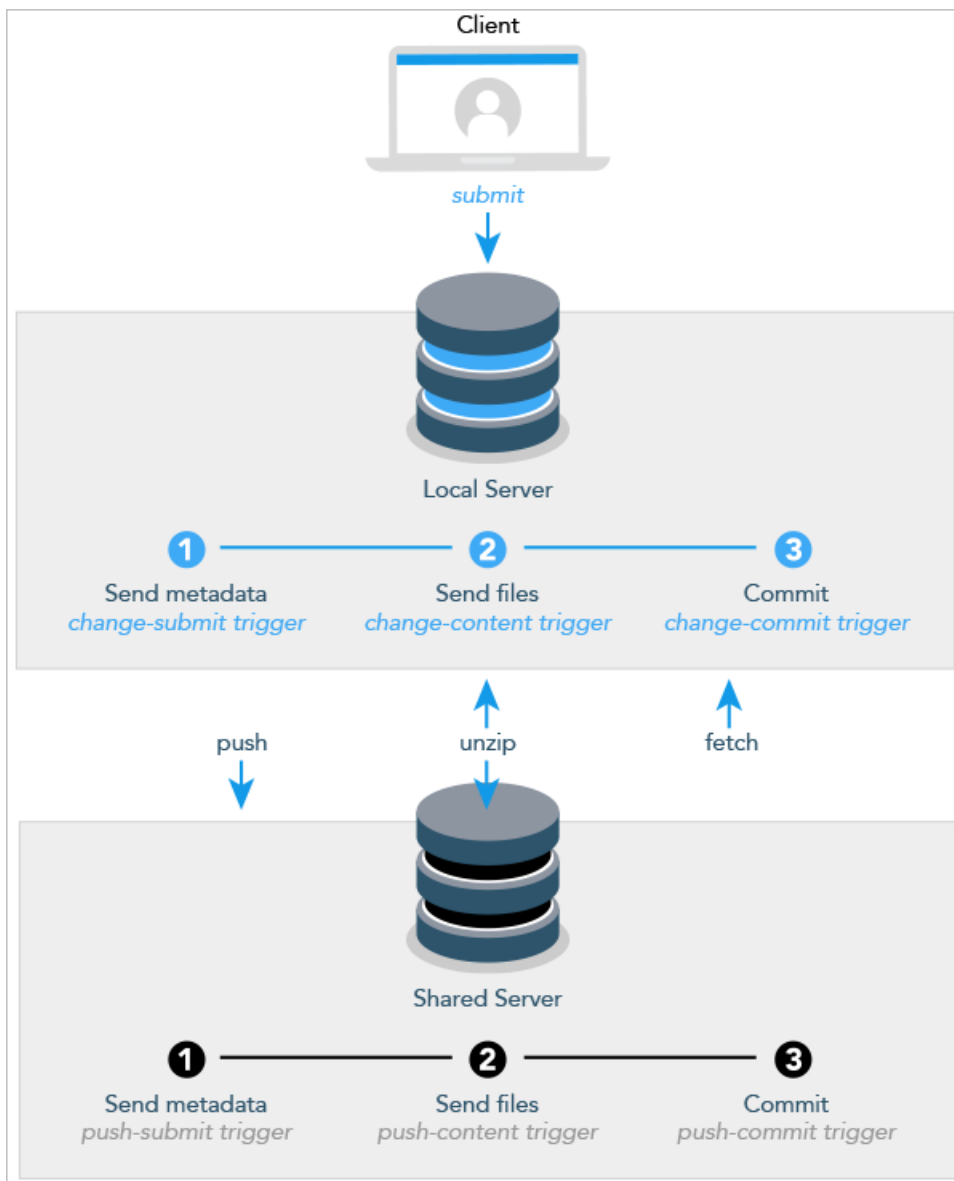 Client
submit
Local Server
1 2 3
Send metadata Send files Commit
change-submit trigger change-content trigger change-commit trigger
push unzip fetch
Shared Server
1 2 3
Send metadata Send files Commit
push-submit trigger push-content trigger push-commit trigger